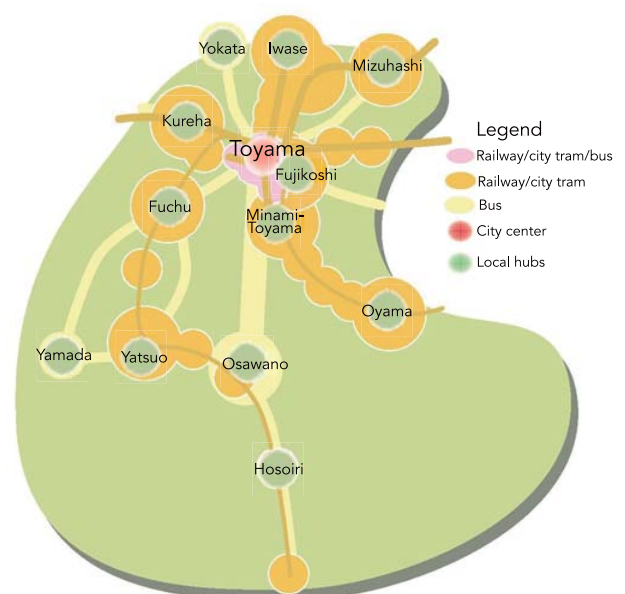 Yokata
Iwase
Mizuhashi
Kureha
Toyama
Fujikoshi
Fuchu
Minami-
Toyama
Oyama
Yamada
Yatsuo
Osawano
Hosoiri
Legend
Railway/city tram/bus
Railway/city tram
Bus
City center
Local hubs